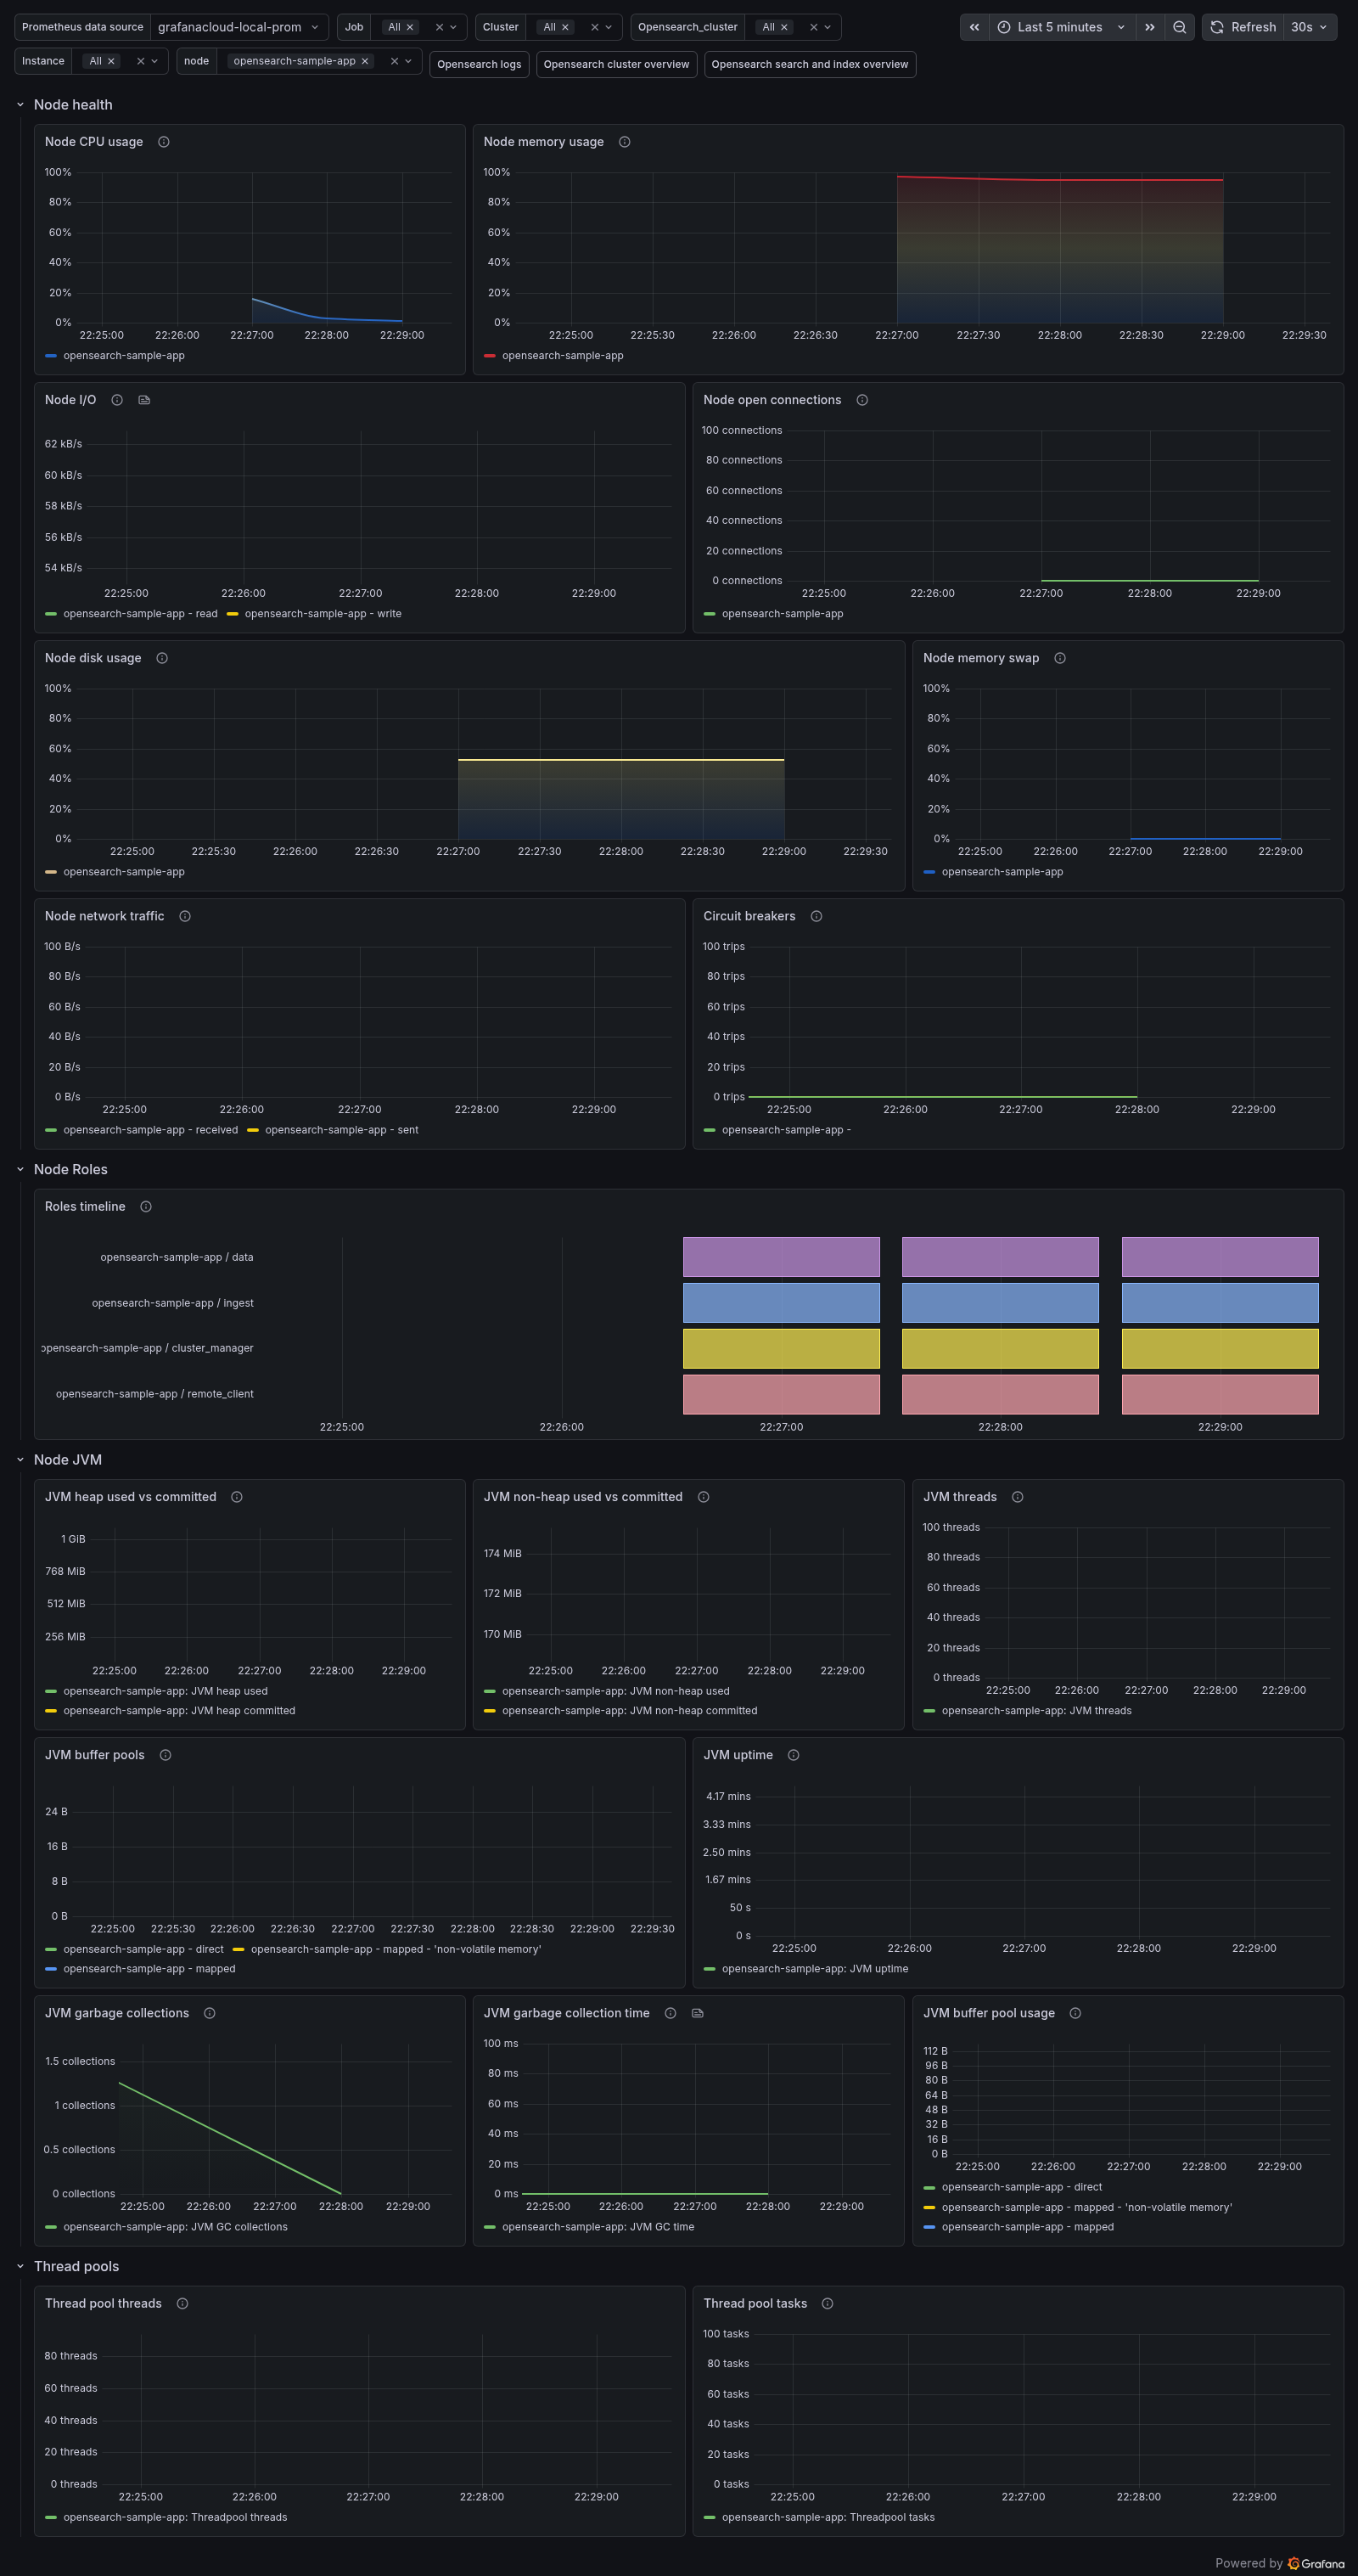 Prometheus data source grafanacloud-local-prom Job All Cluster All Opensearch_cluster All Last 5 minutes Refresh 30s
Instance All node opensearch-sample-app Opensearch logs Opensearch cluster overview Opensearch search and index overview
Node health
Node CPU usage
100%
80%
60%
40%
20%
0%
22:25:00 22:26:00 22:27:00 22:28:00 22:29:00
opensearch-sample-app
Node memory usage
100%
80%
60%
40%
20%
0%
22:25:00 22:25:30 22:26:00 22:26:30 22:27:00 22:27:30 22:28:00 22:28:30 22:29:00 22:29:30
opensearch-sample-app
Node I/O
62 kB/s
60 kB/s
58 kB/s
56 kB/s
54 kB/s
22:25:00 22:26:00 22:27:00 22:28:00 22:29:00
opensearch-sample-app - read opensearch-sample-app - write
Node open connections
100 connections
80 connections
60 connections
40 connections
20 connections
0 connections
22:25:00 22:26:00 22:27:00 22:28:00 22:29:00
opensearch-sample-app
Node disk usage
100%
80%
60%
40%
20%
0%
22:25:00 22:25:30 22:26:00 22:26:30 22:27:00 22:27:30 22:28:00 22:28:30 22:29:00 22:29:30
opensearch-sample-app
Node memory swap
100%
80%
60%
40%
20%
0%
22:25:00 22:26:00 22:27:00 22:28:00 22:29:00
opensearch-sample-app
Node network traffic
100 B/s
80 B/s
60 B/s
40 B/s
20 B/s
0 B/s
22:25:00 22:26:00 22:27:00 22:28:00 22:29:00
opensearch-sample-app - received opensearch-sample-app - sent
Circuit breakers
100 trips
80 trips
60 trips
40 trips
20 trips
0 trips
22:25:00 22:26:00 22:27:00 22:28:00 22:29:00
opensearch-sample-app -
Node Roles
Roles timeline
opensearch-sample-app / data
opensearch-sample-app / ingest
opensearch-sample-app / cluster_manager
opensearch-sample-app / remote_client
22:25:00 22:26:00 22:27:00 22:28:00 22:29:00
Node JVM
JVM heap used vs committed
1 GiB
768 MiB
512 MiB
256 MiB
22:25:00 22:26:00 22:27:00 22:28:00 22:29:00
opensearch-sample-app: JVM heap used
opensearch-sample-app: JVM heap committed
JVM non-heap used vs committed
174 MiB
172 MiB
170 MiB
22:25:00 22:26:00 22:27:00 22:28:00 22:29:00
opensearch-sample-app: JVM non-heap used
opensearch-sample-app: JVM non-heap committed
JVM threads
100 threads
80 threads
60 threads
40 threads
20 threads
0 threads
22:25:00 22:26:00 22:27:00 22:28:00 22:29:00
opensearch-sample-app: JVM threads
JVM buffer pools
24 B
16 B
8 B
0 B
22:25:00 22:25:30 22:26:00 22:26:30 22:27:00 22:27:30 22:28:00 22:28:30 22:29:00 22:29:30
opensearch-sample-app - direct opensearch-sample-app - mapped - 'non-volatile memory'
opensearch-sample-app - mapped
JVM uptime
4.17 mins
3.33 mins
2.50 mins
1.67 mins
50 s
0 s
22:25:00 22:26:00 22:27:00 22:28:00 22:29:00
opensearch-sample-app: JVM uptime
JVM garbage collections
1.5 collections
1 collections
0.5 collections
0 collections
22:25:00 22:26:00 22:27:00 22:28:00 22:29:00
opensearch-sample-app: JVM GC collections
JVM garbage collection time
100 ms
80 ms
60 ms
40 ms
20 ms
0 ms
22:25:00 22:26:00 22:27:00 22:28:00 22:29:00
opensearch-sample-app: JVM GC time
JVM buffer pool usage
112 B
96 B
80 B
64 B
48 B
32 B
16 B
0 B
22:25:00 22:26:00 22:27:00 22:28:00 22:29:00
opensearch-sample-app - direct
opensearch-sample-app - mapped - 'non-volatile memory'
opensearch-sample-app - mapped
Thread pools
Thread pool threads
80 threads
60 threads
40 threads
20 threads
0 threads
22:25:00 22:26:00 22:27:00 22:28:00 22:29:00
opensearch-sample-app: Threadpool threads
Thread pool tasks
100 tasks
80 tasks
60 tasks
40 tasks
20 tasks
0 tasks
22:25:00 22:26:00 22:27:00 22:28:00 22:29:00
opensearch-sample-app: Threadpool tasks
Powered by Grafana